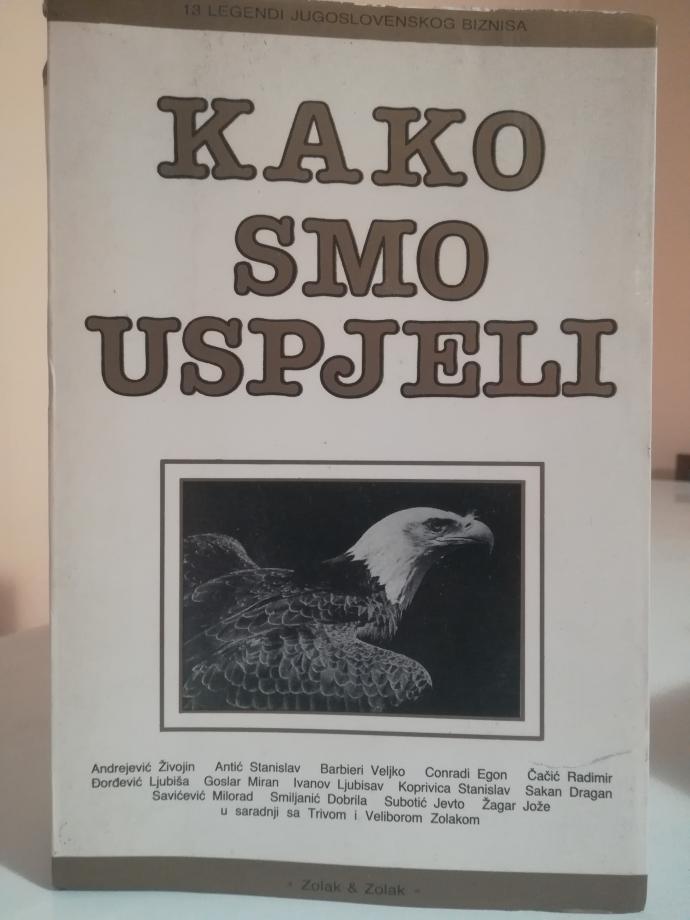 13 LEGENDI JUGOSLOVENSKOG BIZNISA
KAKO
SMO
USPJELI
Andrejević Živojin Antić Stanislav Barbieri Veljko Conradi Egon Čačić Radimir
Đorđević Ljubiša Goslar Miran Ivanov Ljubisav Koprivica Stanislav Sakan Dragan
Savićević Milorad Smiljanić Dobrila Subotić Jevto Žagar Jože
u saradnji sa Trivom i Veliborom Zolakom
• Zolak & Zolak •